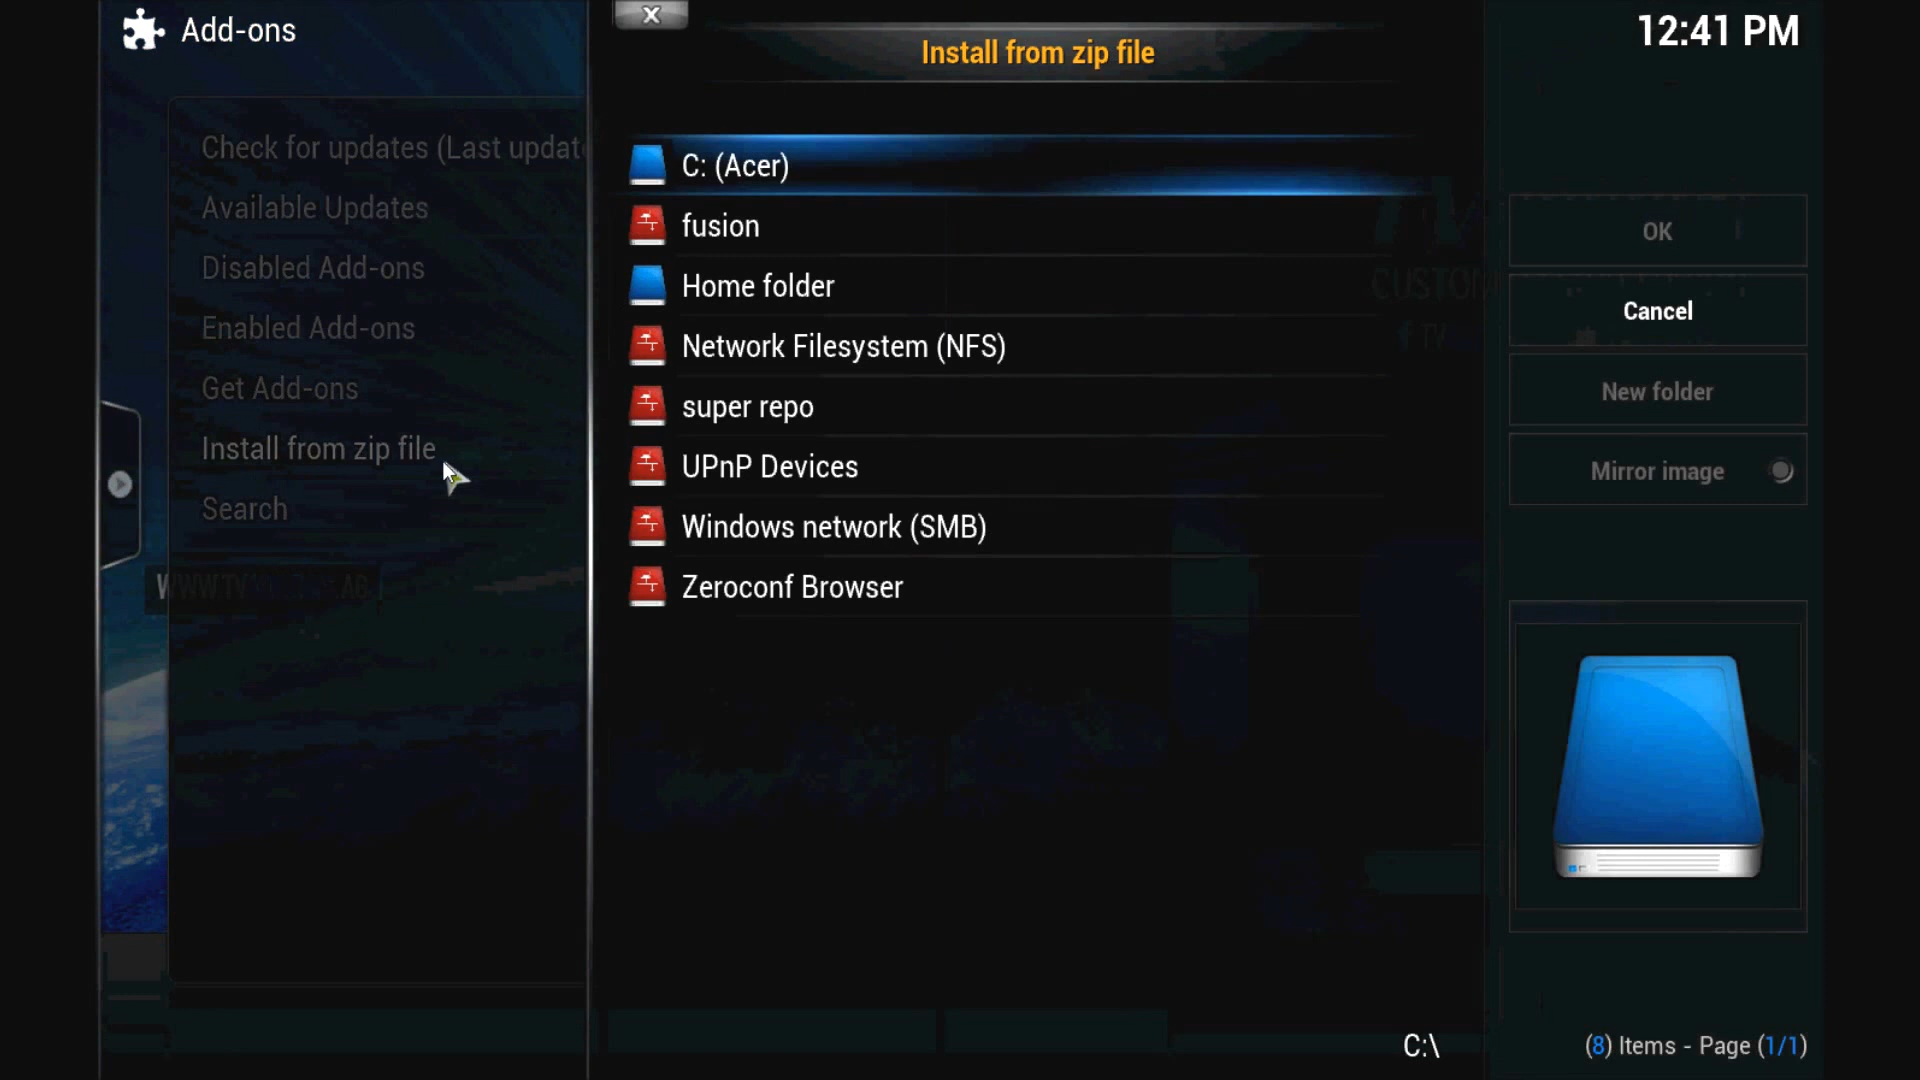 Add-ons
X
Install from zip file
12:41 PM
Check for updates (Last updat
Available Updates
Disabled Add-ons
Enabled Add-ons
Get Add-ons
Install from zip file
Search
C: (Acer)
fusion
Home folder
Network Filesystem (NFS)
super repo
UPnP Devices
Windows network (SMB)
Zeroconf Browser
OK
Cancel
New folder
Mirror image
C:\
(8) Items - Page (1/1)